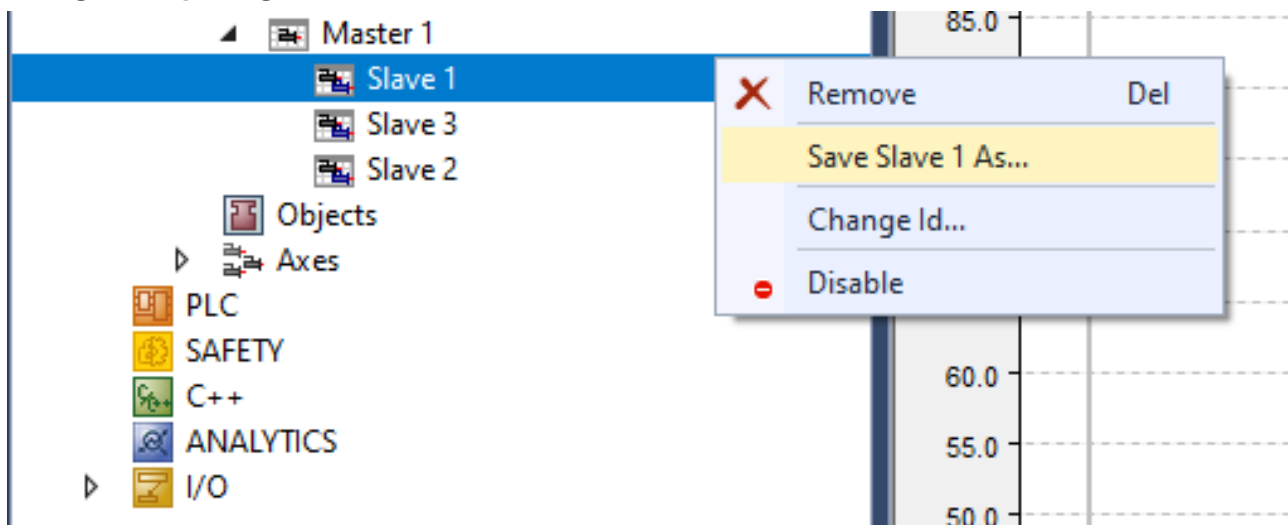 Master 1
Slave 1
Slave 3
Slave 2
Objects
Axes
PLC
SAFETY
C++
ANALYTICS
I/O
Remove Del
Save Slave 1 As...
Change Id...
Disable
85.0
60.0
55.0
50.0